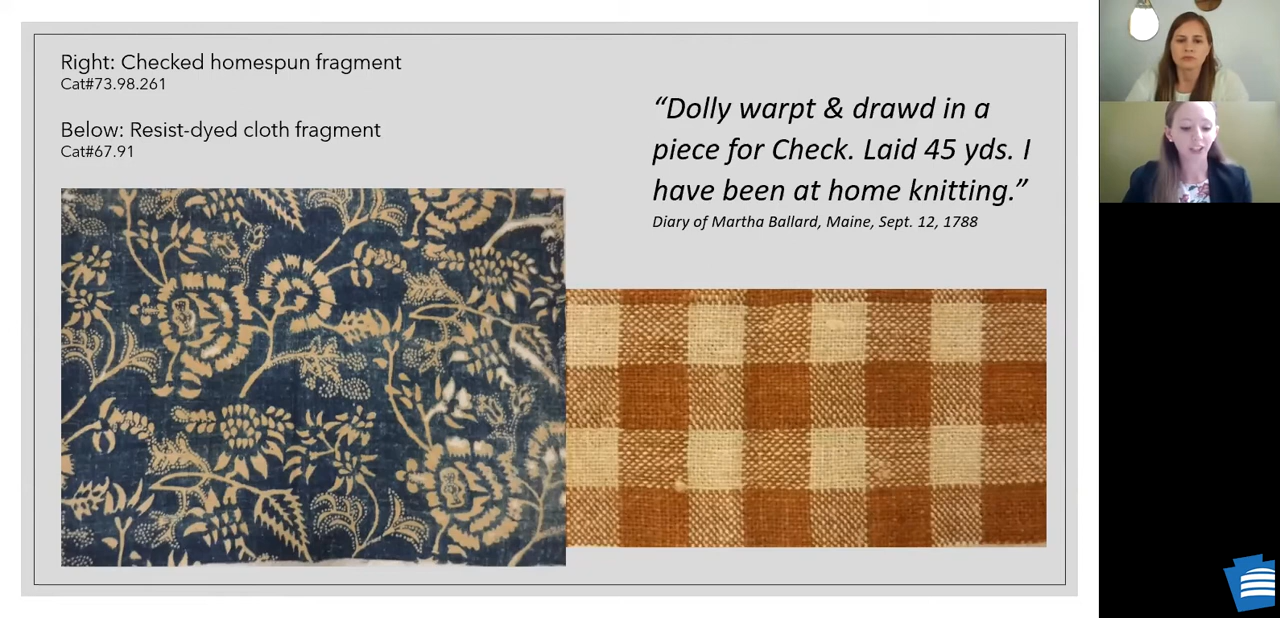 Right: Checked homespun fragment
Cat#73.98.261
Below: Resist-dyed cloth fragment
Cat#67.91
“Dolly warpt & drawd in a
piece for Check. Laid 45 yds. I
have been at home knitting.”
Diary of Martha Ballard, Maine, Sept. 12, 1788